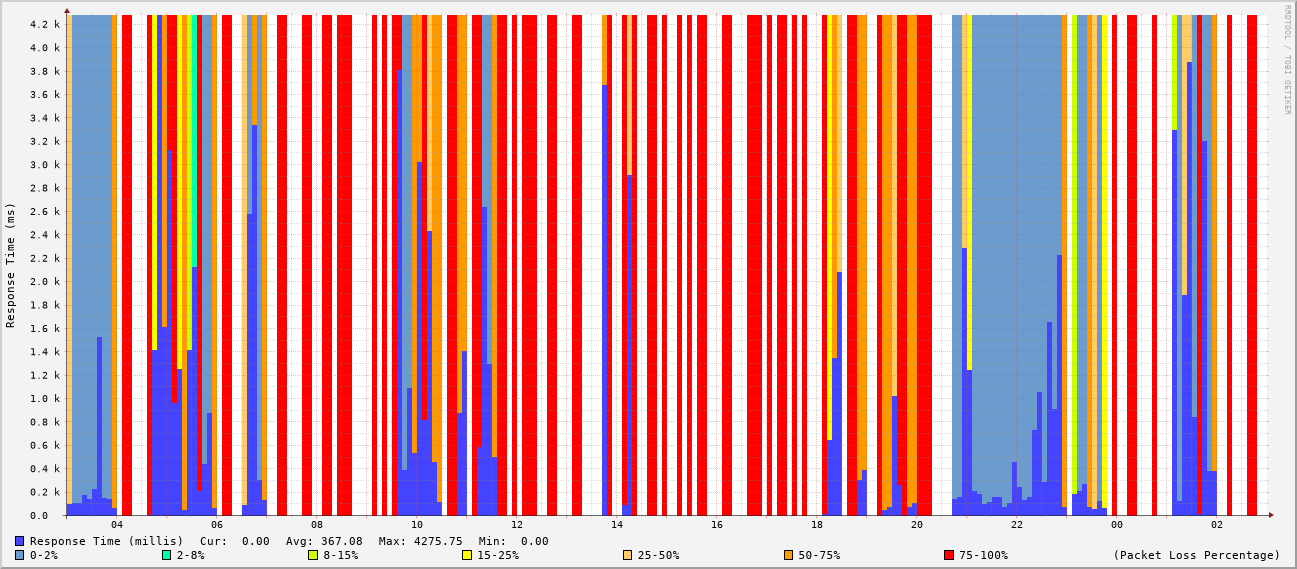 RRDTOOL / TOBI OETIKER
Response Time (ms)
4.2 k
4.0 k
3.8 k
3.6 k
3.4 k
3.2 k
3.0 k
2.8 k
2.6 k
2.4 k
2.2 k
2.0 k
1.8 k
1.6 k
1.4 k
1.2 k
1.0 k
0.8 k
0.6 k
0.4 k
0.2 k
0.0
04 06 08 10 12 14 16 18 20 22 00 02
Response Time (millis) Cur: 0.00 Avg: 367.08 Max: 4275.75 Min: 0.00
0-2% 2-8% 8-15% 15-25% 25-50% 50-75% 75-100% (Packet Loss Percentage)